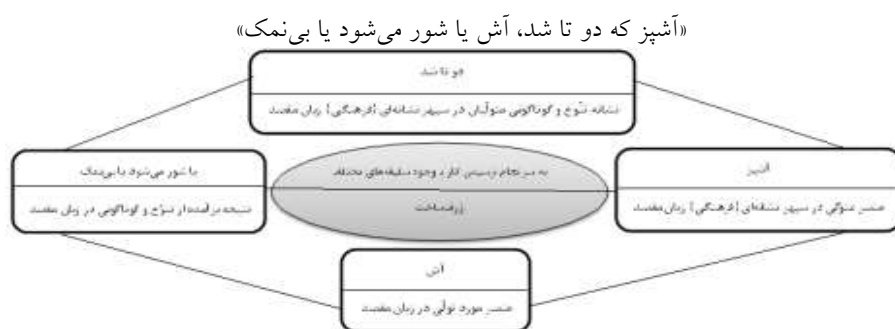 «آشپز که دو تا شد، آش یا شور می‌شود یا بی‌نمک»
دو تا شد
نشانه تنوّع و گوناگونی متولّیان در سپهر نشانه‌ای {فرهنگی} زبان مقصد
آشپز
عنصر متولّی در سپهر نشانه‌ای {فرهنگی} زبان مقصد
به سرانجام نرسیدن کار با وجود سلیقه‌های مختلف
ژرف‌ساخت
یا شور می‌شود یا بی‌نمک
نتیجه برآمده از تنوّع و گوناگونی در زبان مقصد
آش
عنصر مورد تولّی در زبان مقصد